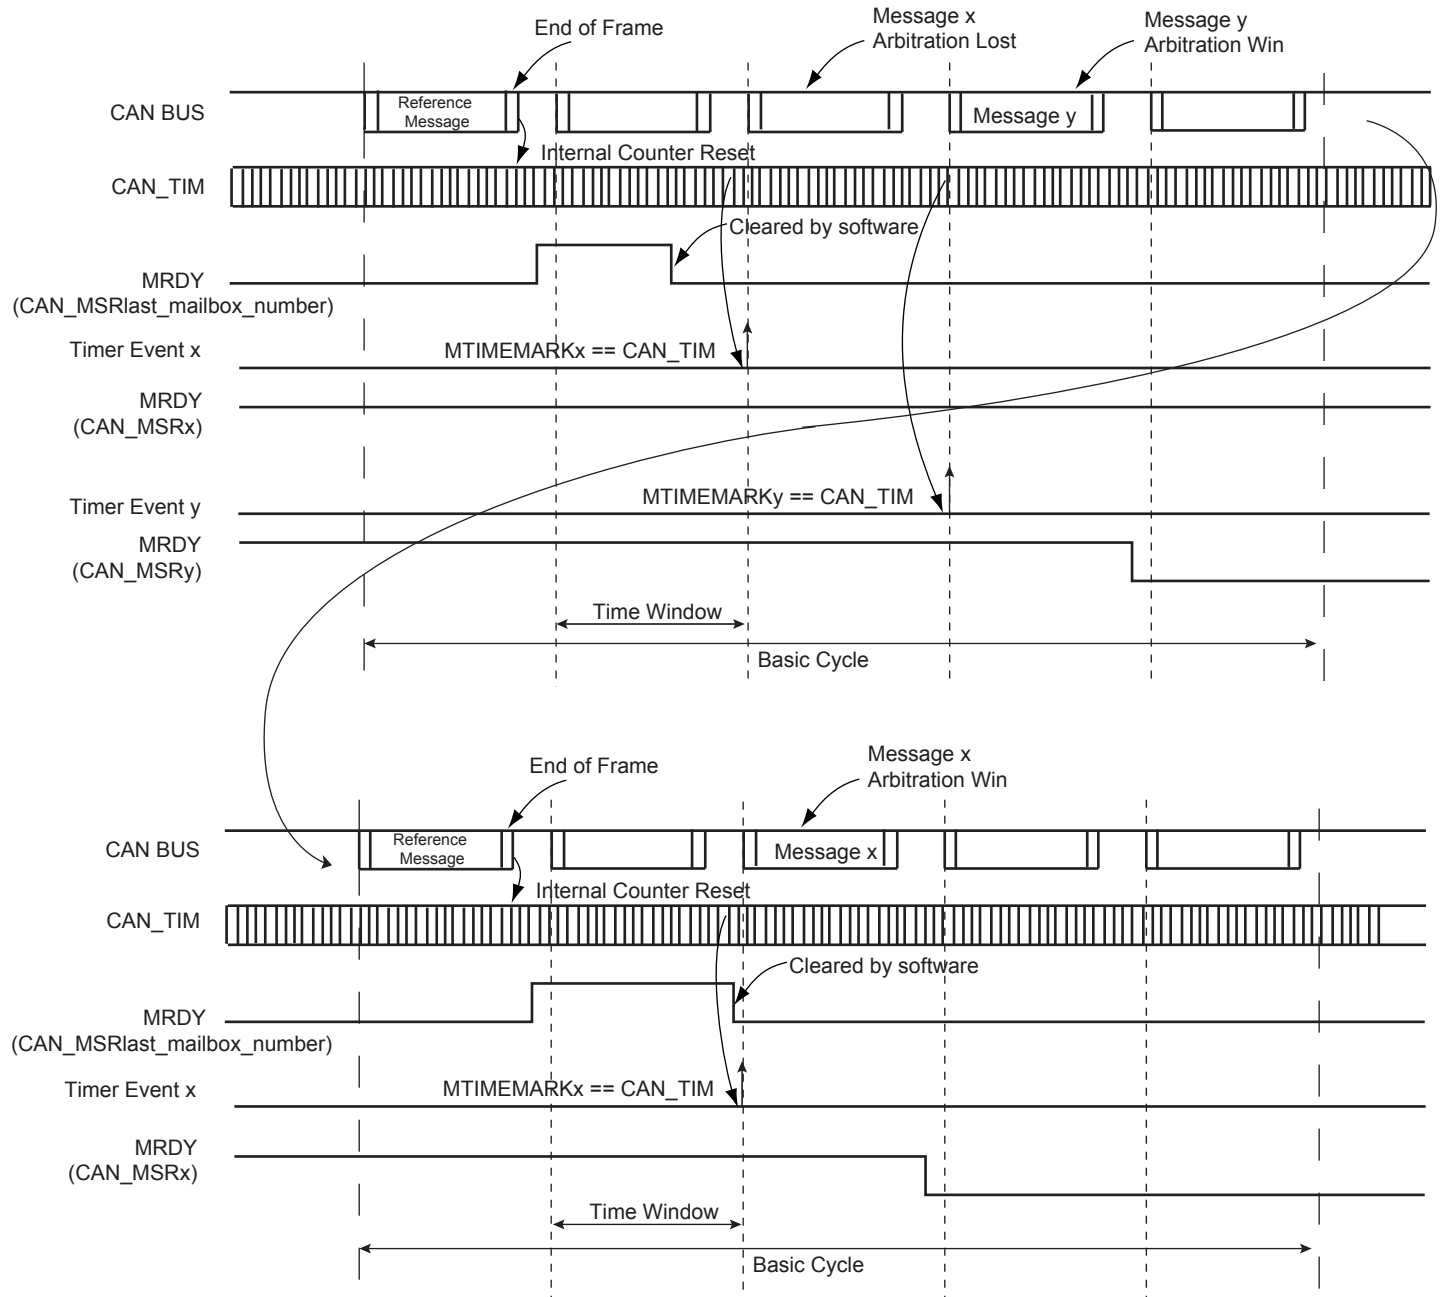 End of Frame
Message x
Arbitration Lost
Message y
Arbitration Win
CAN BUS
Reference
Message
Message y
Internal Counter Reset
CAN_TIM
Cleared by software
MRDY
(CAN_MSRlast_mailbox_number)
Timer Event x
MTIMEMARKx == CAN_TIM
MRDY
(CAN_MSRx)
Timer Event y
MTIMEMARKy == CAN_TIM
MRDY
(CAN_MSRy)
Time Window
Basic Cycle
End of Frame
Message x
Arbitration Win
CAN BUS
Reference
Message
Message x
Internal Counter Reset
CAN_TIM
Cleared by software
MRDY
(CAN_MSRlast_mailbox_number)
Timer Event x
MTIMEMARKx == CAN_TIM
MRDY
(CAN_MSRx)
Time Window
Basic Cycle